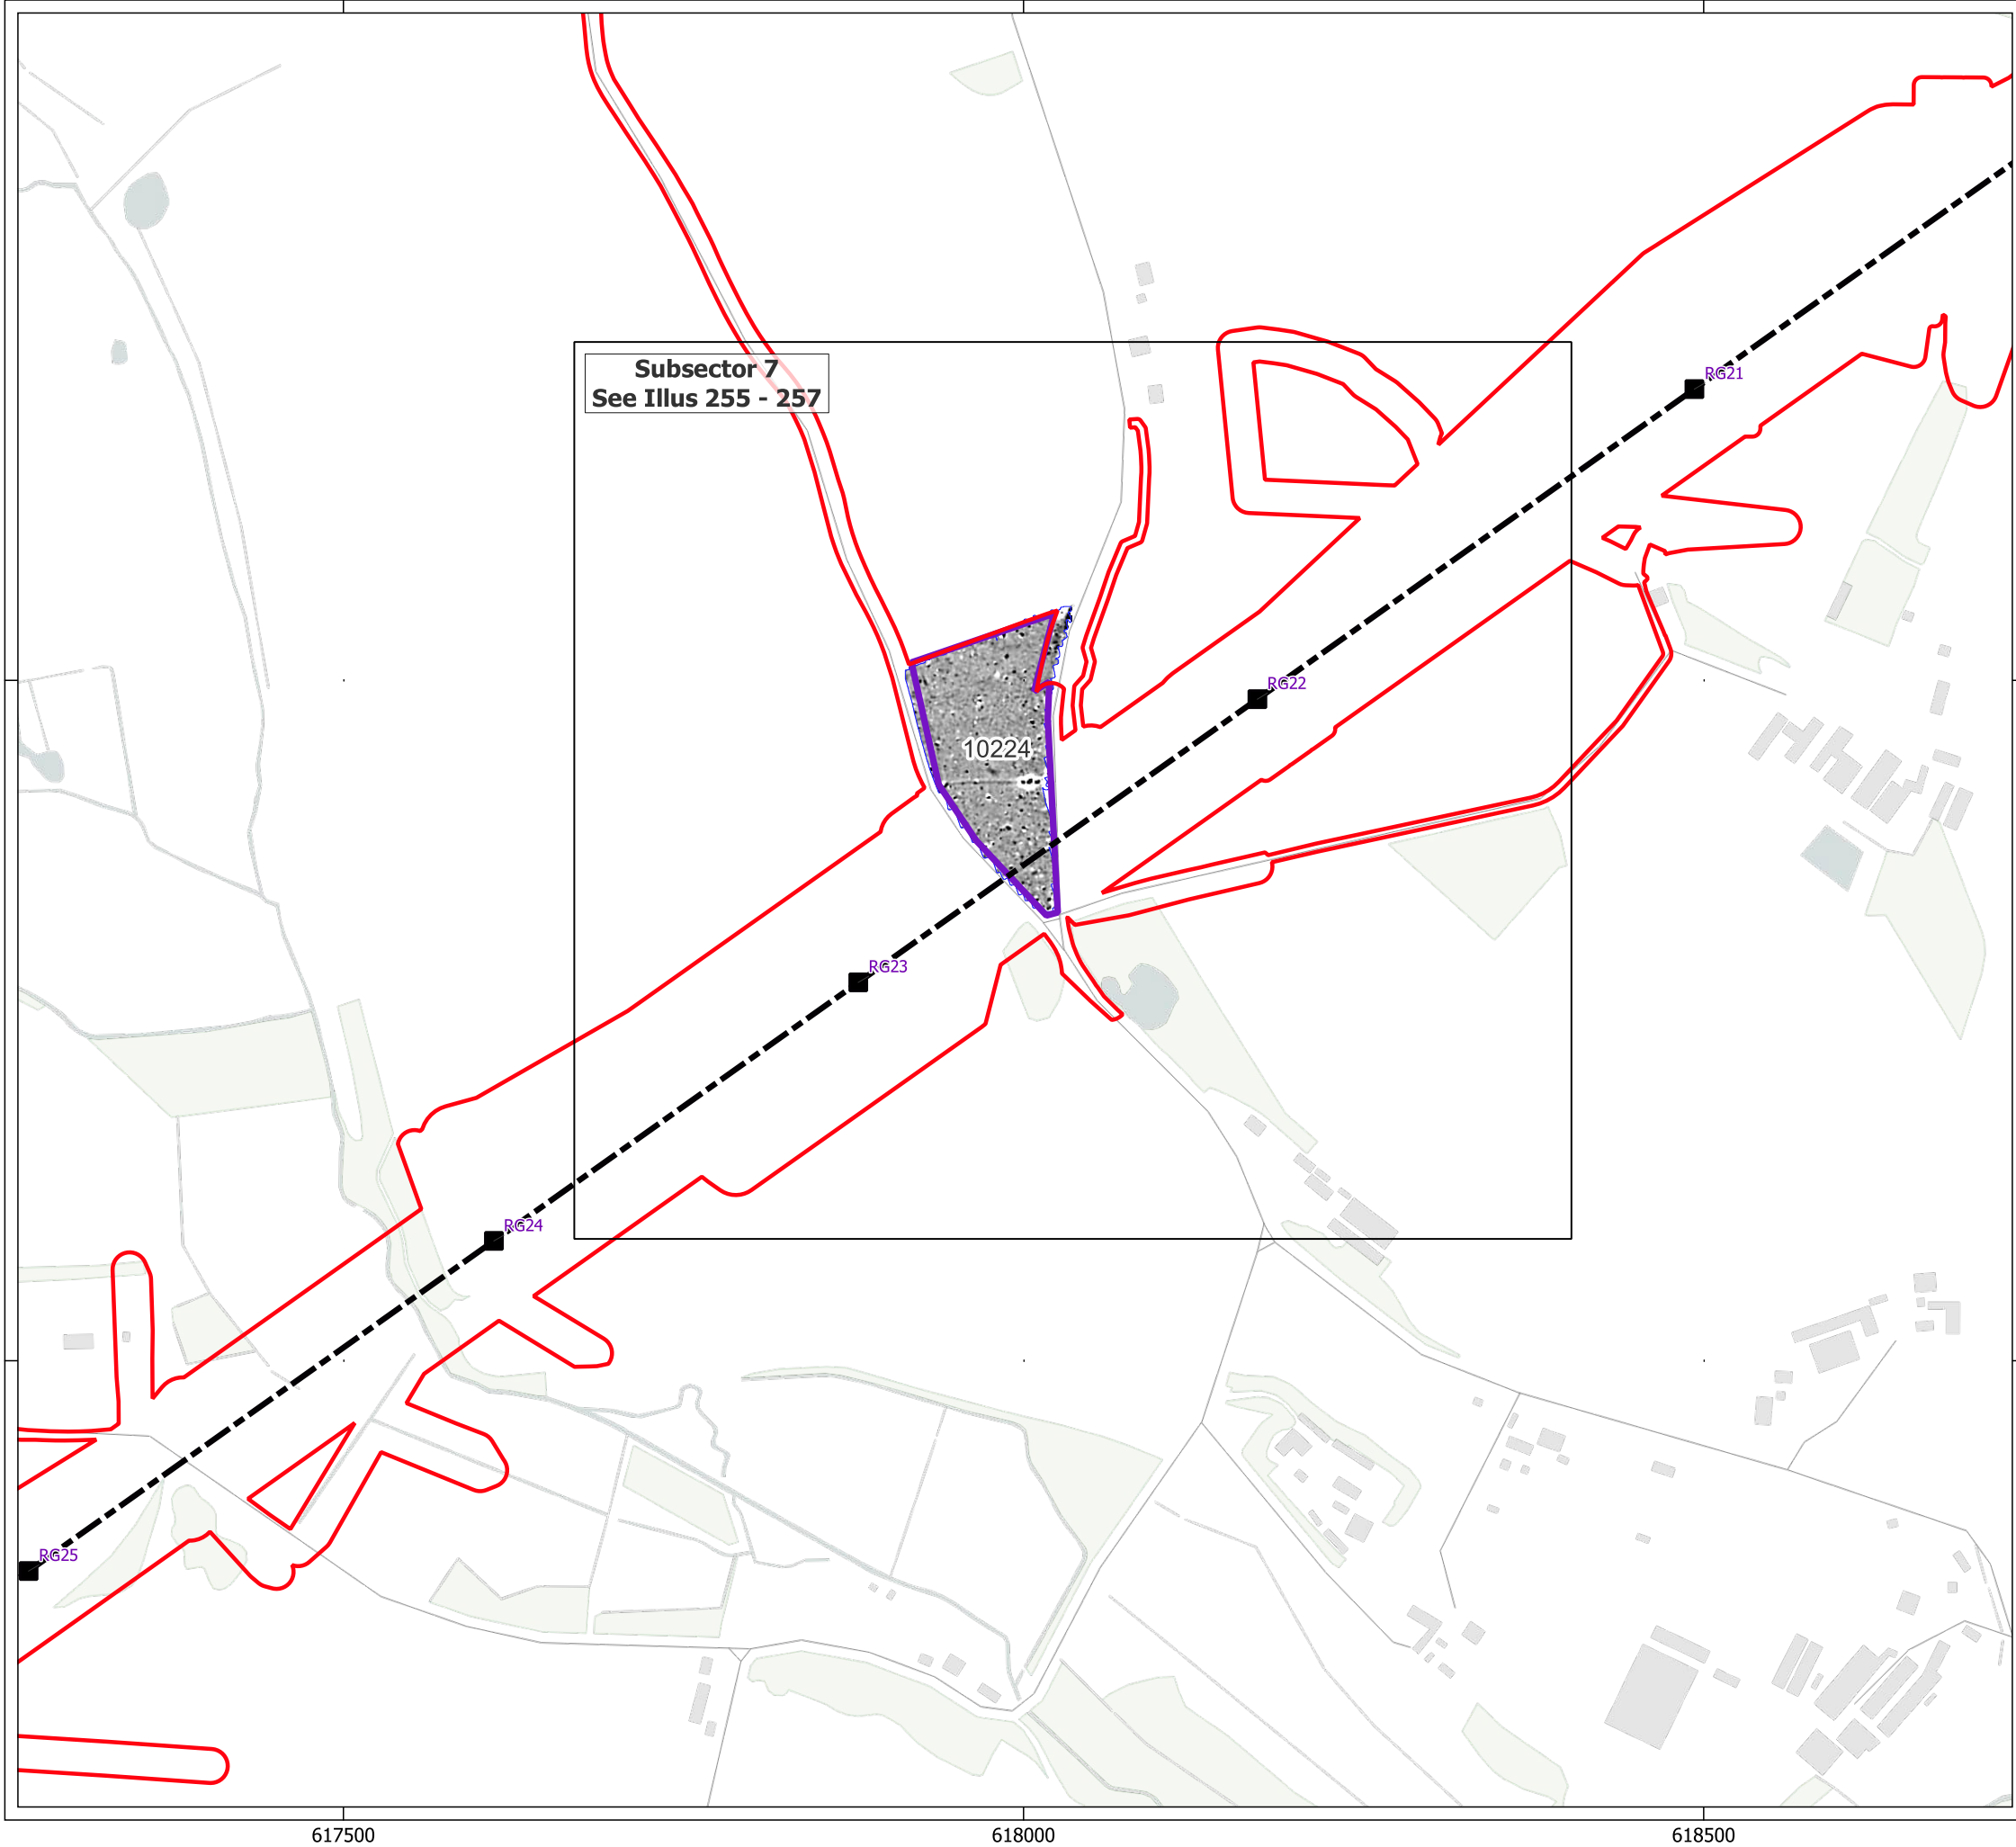 Subsector 7
See Illus 255 - 257
RG21
RG22
10224
RG23
RG24
RG25
617500
618000
618500